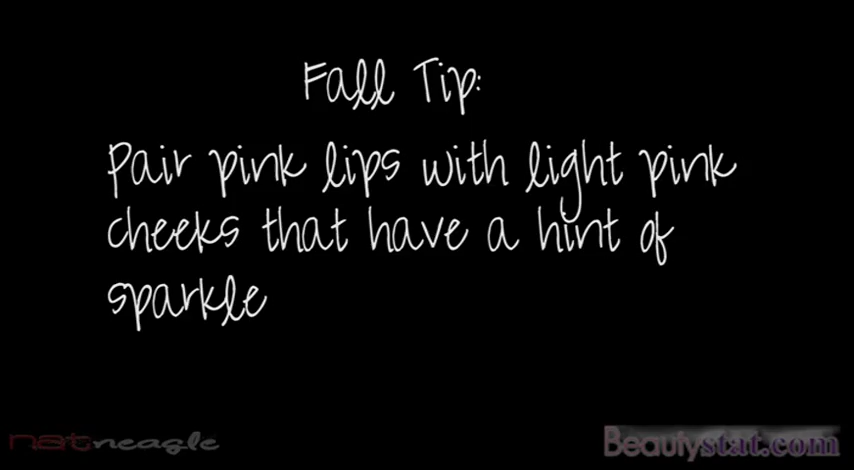 Fall Tip:
Pair pink lips with light pink
cheeks that have a hint of
sparkle
natneagle
Beautystat.com